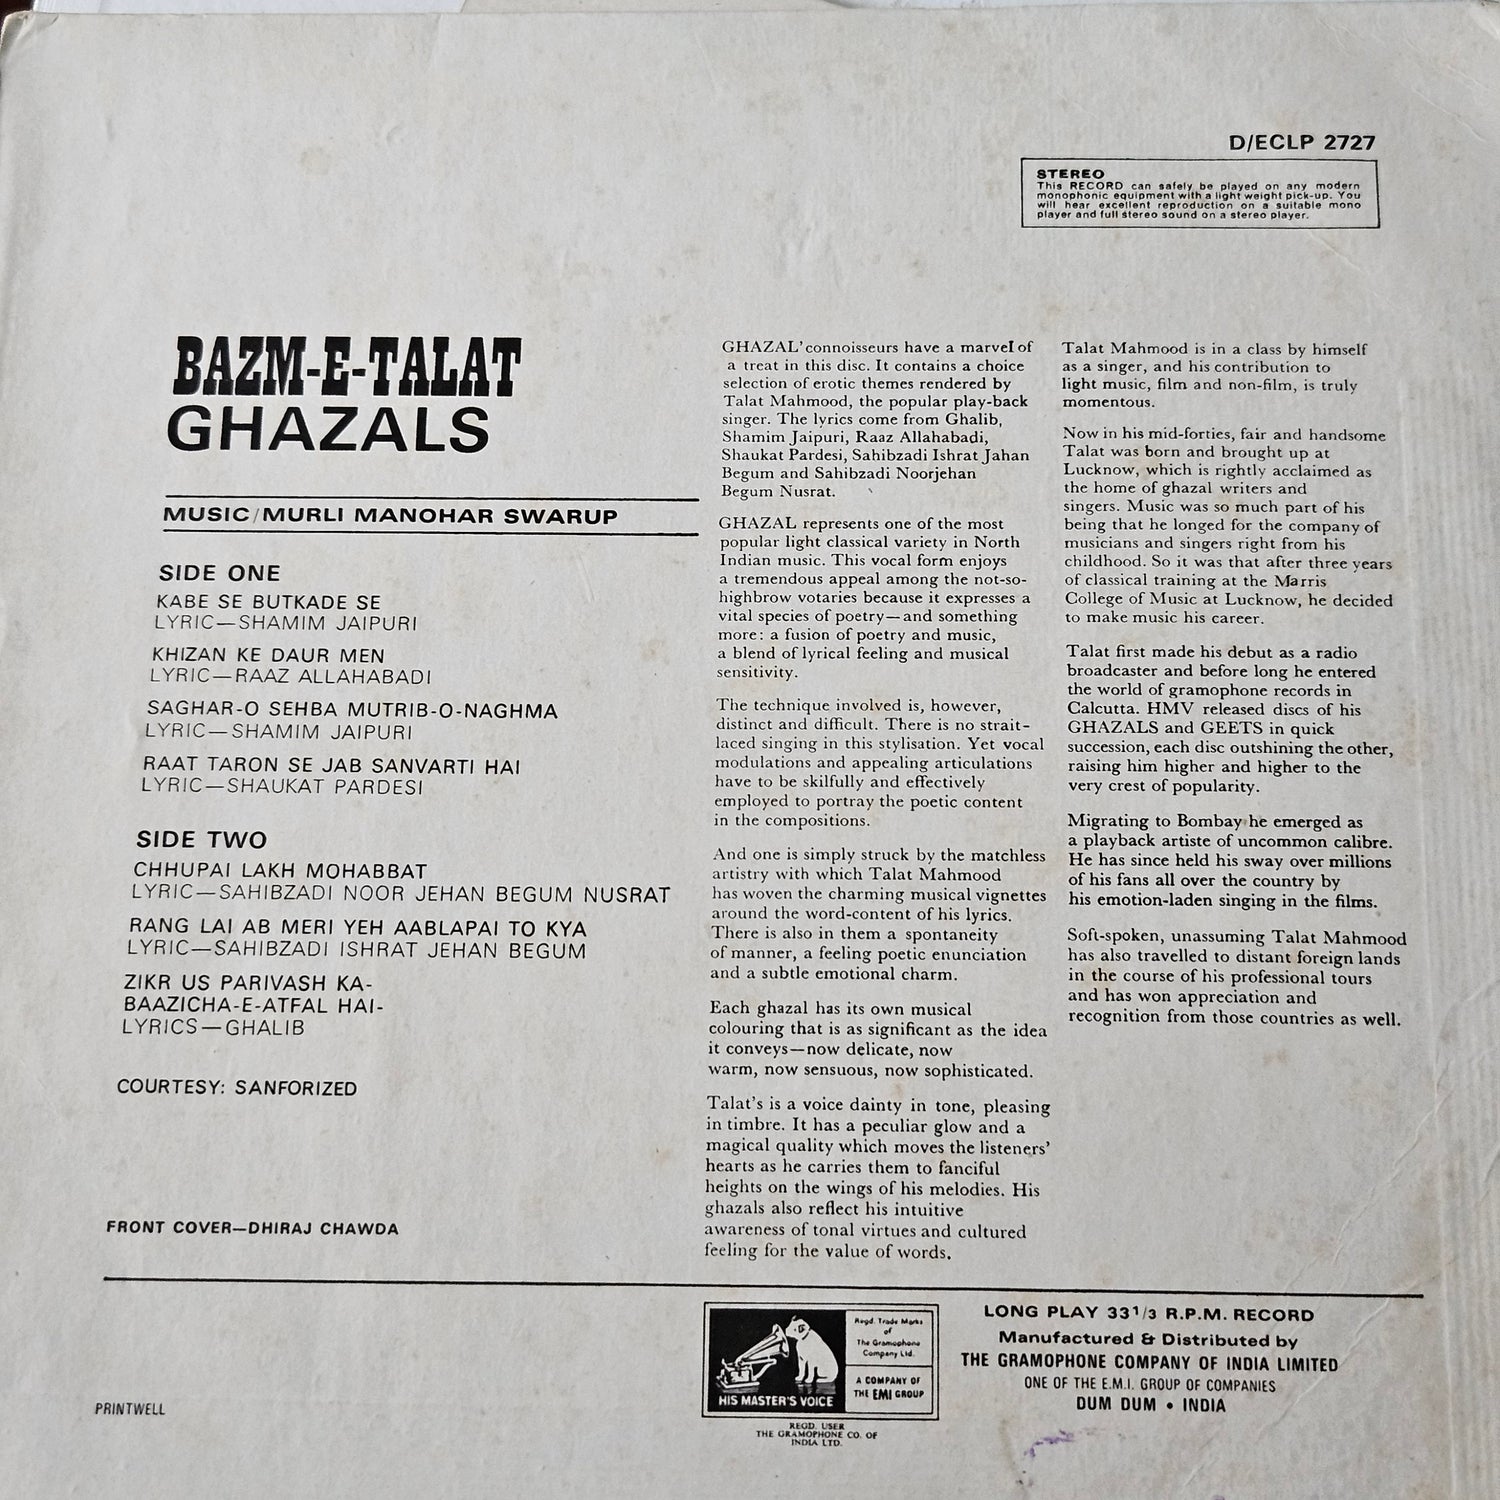 D/ECLP 2727
STEREO
This RECORD can safely be played on any modern
monophonic equipment with a light weight pick-up. You
will hear excellent reproduction on a suitable mono
player and full stereo sound on a stereo player.
BAZM-E-TALAT
GHAZALS
MUSIC/MURLI MANOHAR SWARUP
SIDE ONE
KABE SE BUTKADE SE
LYRIC—SHAMIM JAIPURI
KHIZAN KE DAUR MEN
LYRIC—RAAZ ALLAHABADI
SAGHAR-O SEHBA MUTRIB-O-NAGHMA
LYRIC—SHAMIM JAIPURI
RAAT TARON SE JAB SANVARTI HAI
LYRIC—SHAUKAT PARDESI
SIDE TWO
CHHUPAI LAKH MOHABBAT
LYRIC—SAHIBZADI NOOR JEHAN BEGUM NUSRAT
RANG LAI AB MERI YEH AABLAPAI TO KYA
LYRIC—SAHIBZADI ISHRAT JEHAN BEGUM
ZIKR US PARIVASH KA-
BAAZICHA-E-ATFAL HAI-
LYRICS—GHALIB
COURTESY: SANFORIZED
FRONT COVER—DHIRAJ CHAWDA
GHAZAL' connoisseurs have a marvel of
a treat in this disc. It contains a choice
selection of erotic themes rendered by
Talat Mahmood, the popular play-back
singer. The lyrics come from Ghalib,
Shamim Jaipuri, Raaz Allahabadi,
Shaukat Pardesi, Sahibzadi Ishrat Jahan
Begum and Sahibzadi Noorjehan
Begum Nusrat.
GHAZAL represents one of the most
popular light classical variety in North
Indian music. This vocal form enjoys
a tremendous appeal among the not-so-
highbrow votaries because it expresses a
vital species of poetry—and something
more: a fusion of poetry and music,
a blend of lyrical feeling and musical
sensitivity.
The technique involved is, however,
distinct and difficult. There is no strait-
laced singing in this stylisation. Yet vocal
modulations and appealing articulations
have to be skilfully and effectively
employed to portray the poetic content
in the compositions.
And one is simply struck by the matchless
artistry with which Talat Mahmood
has woven the charming musical vignettes
around the word-content of his lyrics.
There is also in them a spontaneity
of manner, a feeling poetic enunciation
and a subtle emotional charm.
Each ghazal has its own musical
colouring that is as significant as the idea
it conveys—now delicate, now
warm, now sensuous, now sophisticated.
Talat's is a voice dainty in tone, pleasing
in timbre. It has a peculiar glow and a
magical quality which moves the listeners'
hearts as he carries them to fanciful
heights on the wings of his melodies. His
ghazals also reflect his intuitive
awareness of tonal virtues and cultured
feeling for the value of words.
Talat Mahmood is in a class by himself
as a singer, and his contribution to
light music, film and non-film, is truly
momentous.
Now in his mid-forties, fair and handsome
Talat was born and brought up at
Lucknow, which is rightly acclaimed as
the home of ghazal writers and
singers. Music was so much part of his
being that he longed for the company of
musicians and singers right from his
childhood. So it was that after three years
of classical training at the Marris
College of Music at Lucknow, he decided
to make music his career.
Talat first made his debut as a radio
broadcaster and before long he entered
the world of gramophone records in
Calcutta. HMV released discs of his
GHAZALS and GEETS in quick
succession, each disc outshining the other,
raising him higher and higher to the
very crest of popularity.
Migrating to Bombay he emerged as
a playback artiste of uncommon calibre.
He has since held his sway over millions
of his fans all over the country by
his emotion-laden singing in the films.
Soft-spoken, unassuming Talat Mahmood
has also travelled to distant foreign lands
in the course of his professional tours
and has won appreciation and
recognition from those countries as well.
PRINTWELL
HIS MASTER'S VOICE
Regd. Trade Marks
of
The Gramophone
Company Ltd.
A COMPANY OF
THE EMI GROUP
REGD. USER
THE GRAMOPHONE CO. OF
INDIA LTD.
LONG PLAY 33 1/3 R.P.M. RECORD
Manufactured & Distributed by
THE GRAMOPHONE COMPANY OF INDIA LIMITED
ONE OF THE E.M.I. GROUP OF COMPANIES
DUM DUM • INDIA